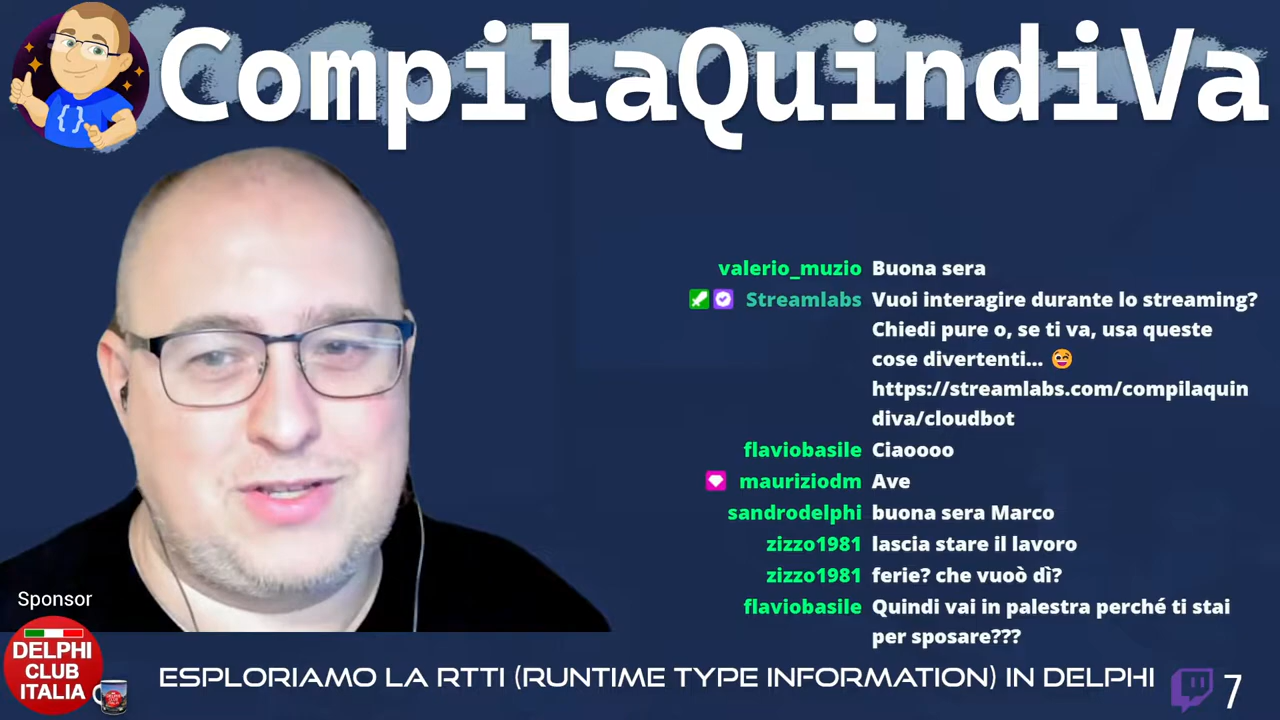 CompilaQuindiVa
{}
valerio_muzio Buona sera
Streamlabs Vuoi interagire durante lo streaming?
Chiedi pure o, se ti va, usa queste
cose divertenti... 😄
https://streamlabs.com/compilaquin
diva/cloudbot
flaviobasile Ciaoooo
mauriziodm Ave
sandrodelphi buona sera Marco
zizzo1981 lascia stare il lavoro
zizzo1981 ferie? che vuoò dì?
flaviobasile Quindi vai in palestra perché ti stai
per sposare???
Sponsor
DELPHI
CLUB
ITALIA
ESPLORIAMO LA RTTI (RUNTIME TYPE INFORMATION) IN DELPHI
7